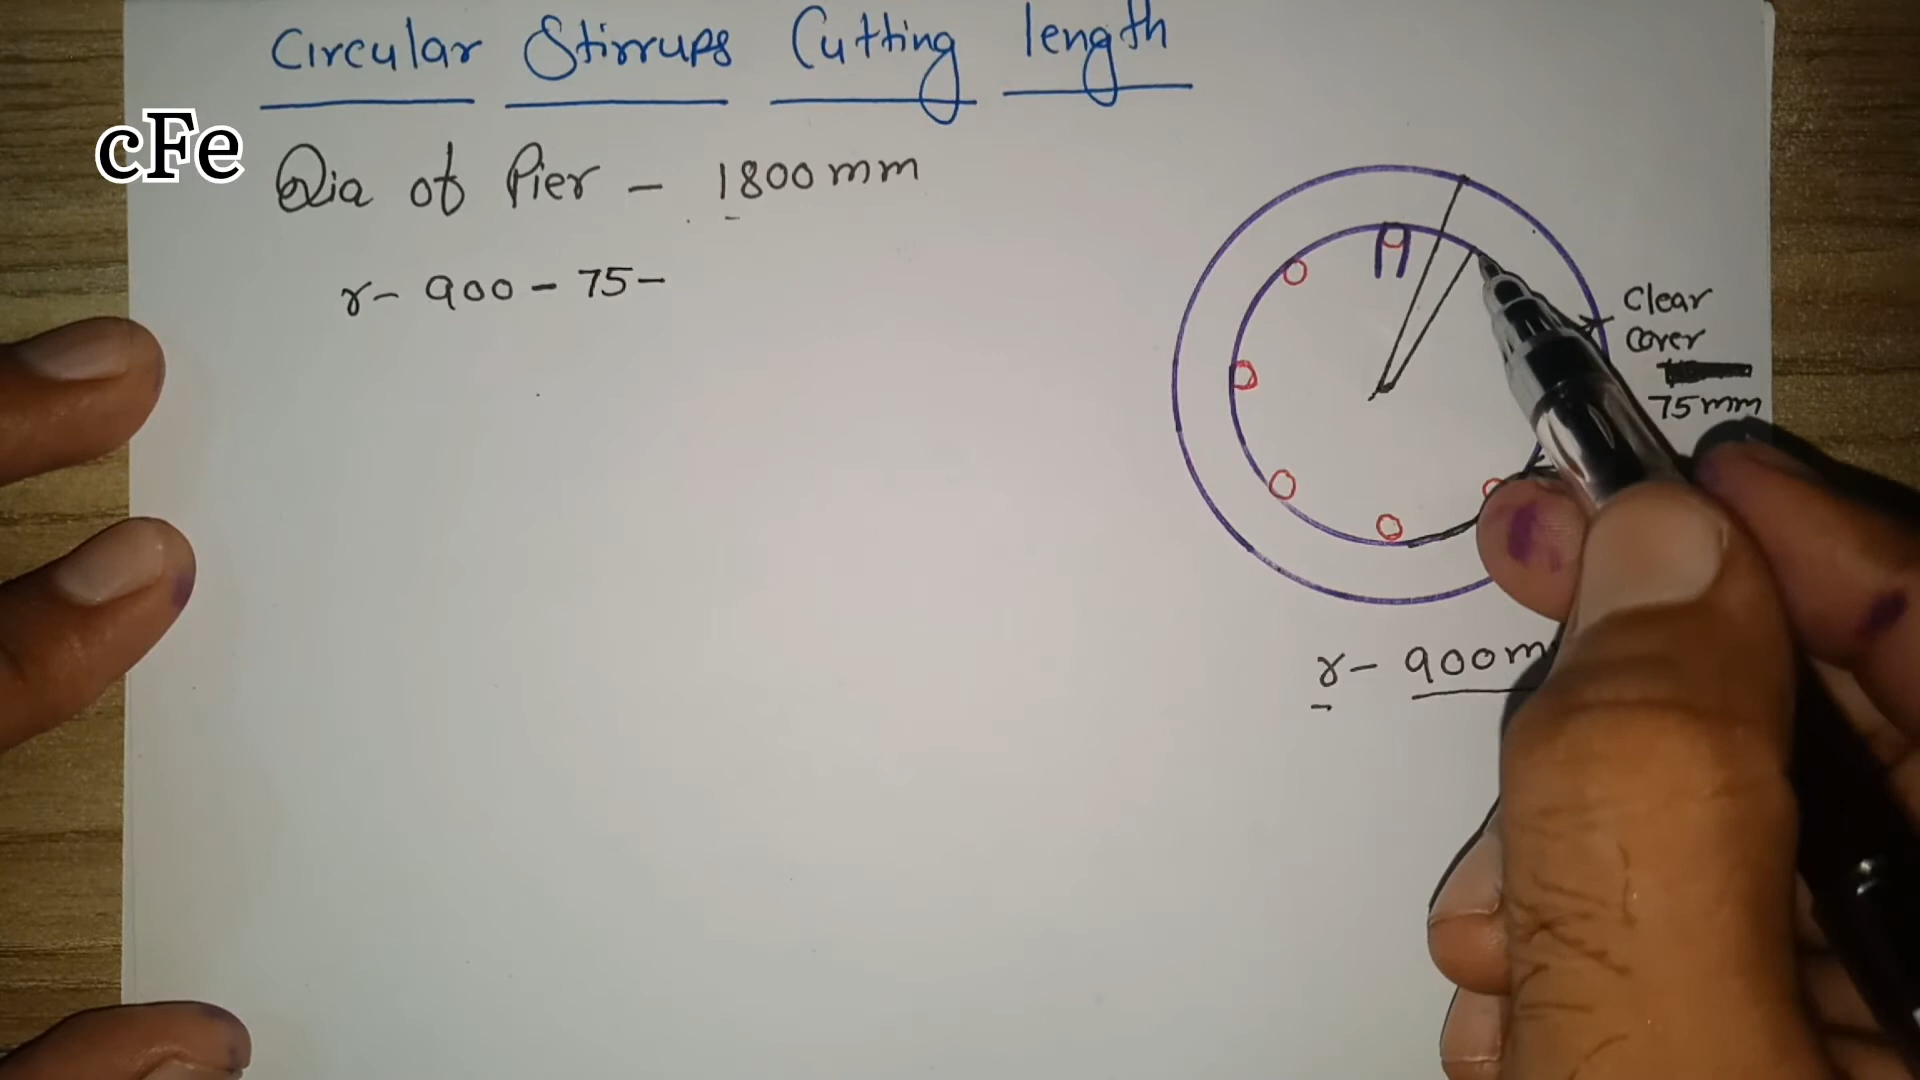 Circular Stirrups Cutting length
cFe
Dia of Pier - 1800mm
r- 900 - 75-
Clear
Cover
75mm
r- 900m